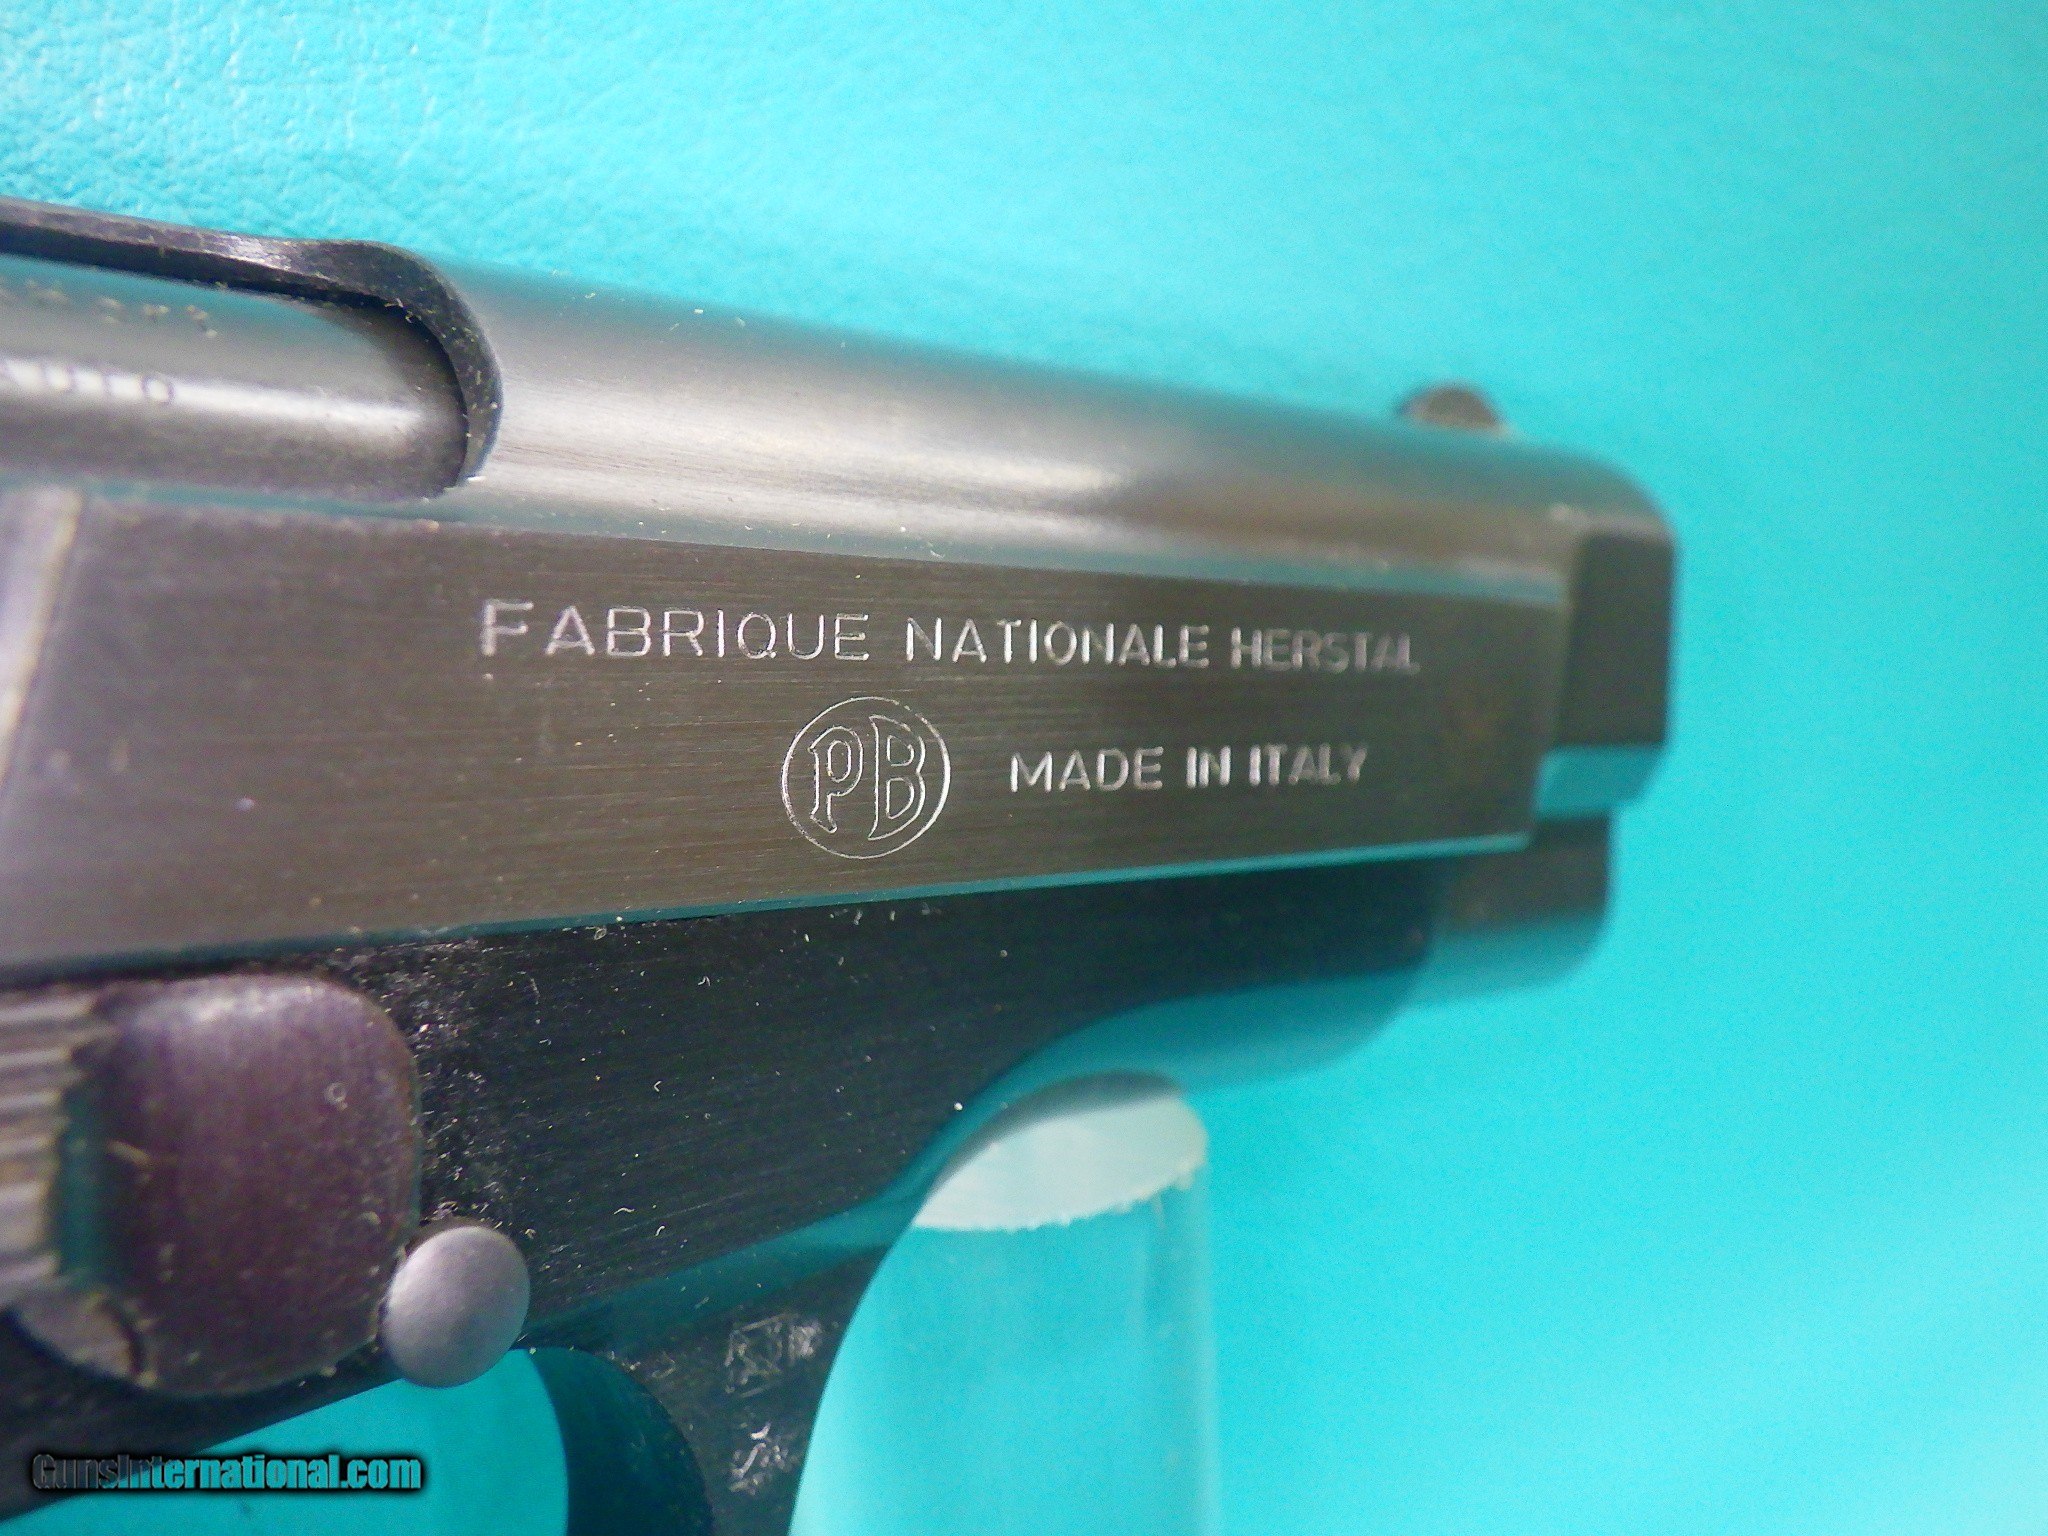 FABRIQUE NATIONALE HERSTAL
PB MADE IN ITALY
GunsInternational.com